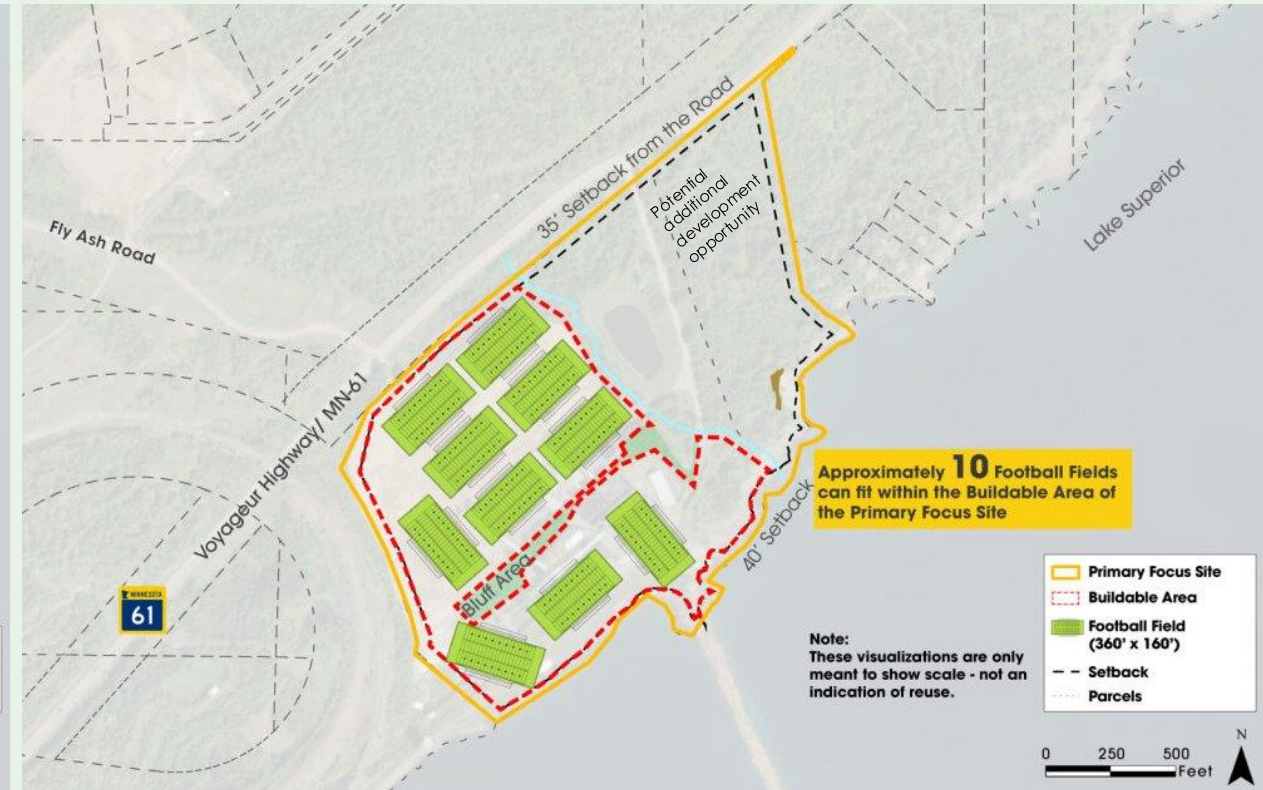 35' Setback from the Road
Potential
additional
development
opportunity
Fly Ash Road
Lake Superior
Voyageur Highway/ MN-61
MINNESOTA
61
Bluff Area
40' Setback
Approximately 10 Football Fields
can fit within the Buildable Area of
the Primary Focus Site
Note:
These visualizations are only
meant to show scale - not an
indication of reuse.
Primary Focus Site
Buildable Area
Football Field
(360' x 160')
Setback
Parcels
0 250 500
Feet
N